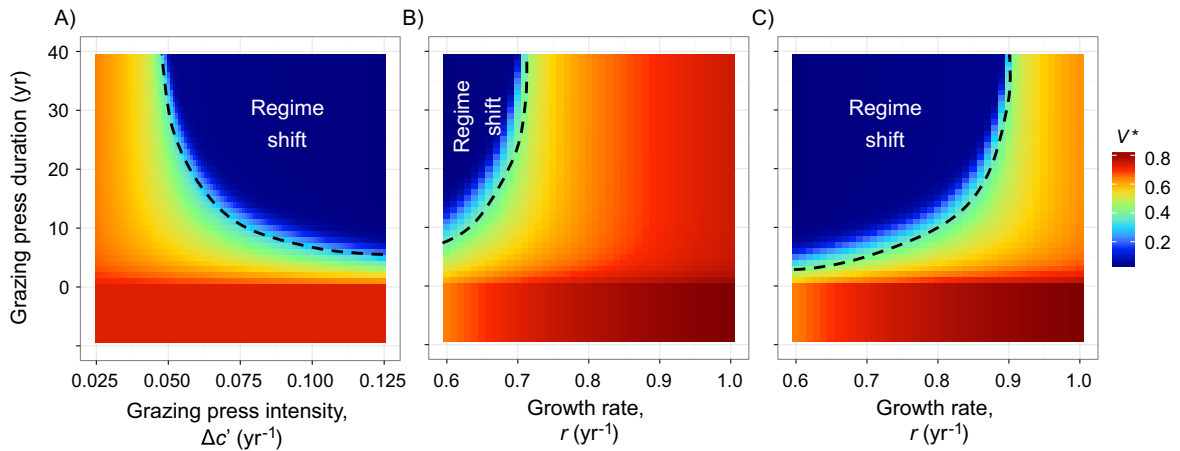 A)
B)
C)
Grazing press duration (yr)
40
30
20
10
0
Regime
shift
Regime
shift
Regime
shift
V*
0.8
0.6
0.4
0.2
0.025 0.050 0.075 0.100 0.125
0.6 0.7 0.8 0.9 1.0
0.6 0.7 0.8 0.9 1.0
Grazing press intensity,
Δc’ (yr⁻¹)
Growth rate,
r (yr⁻¹)
Growth rate,
r (yr⁻¹)